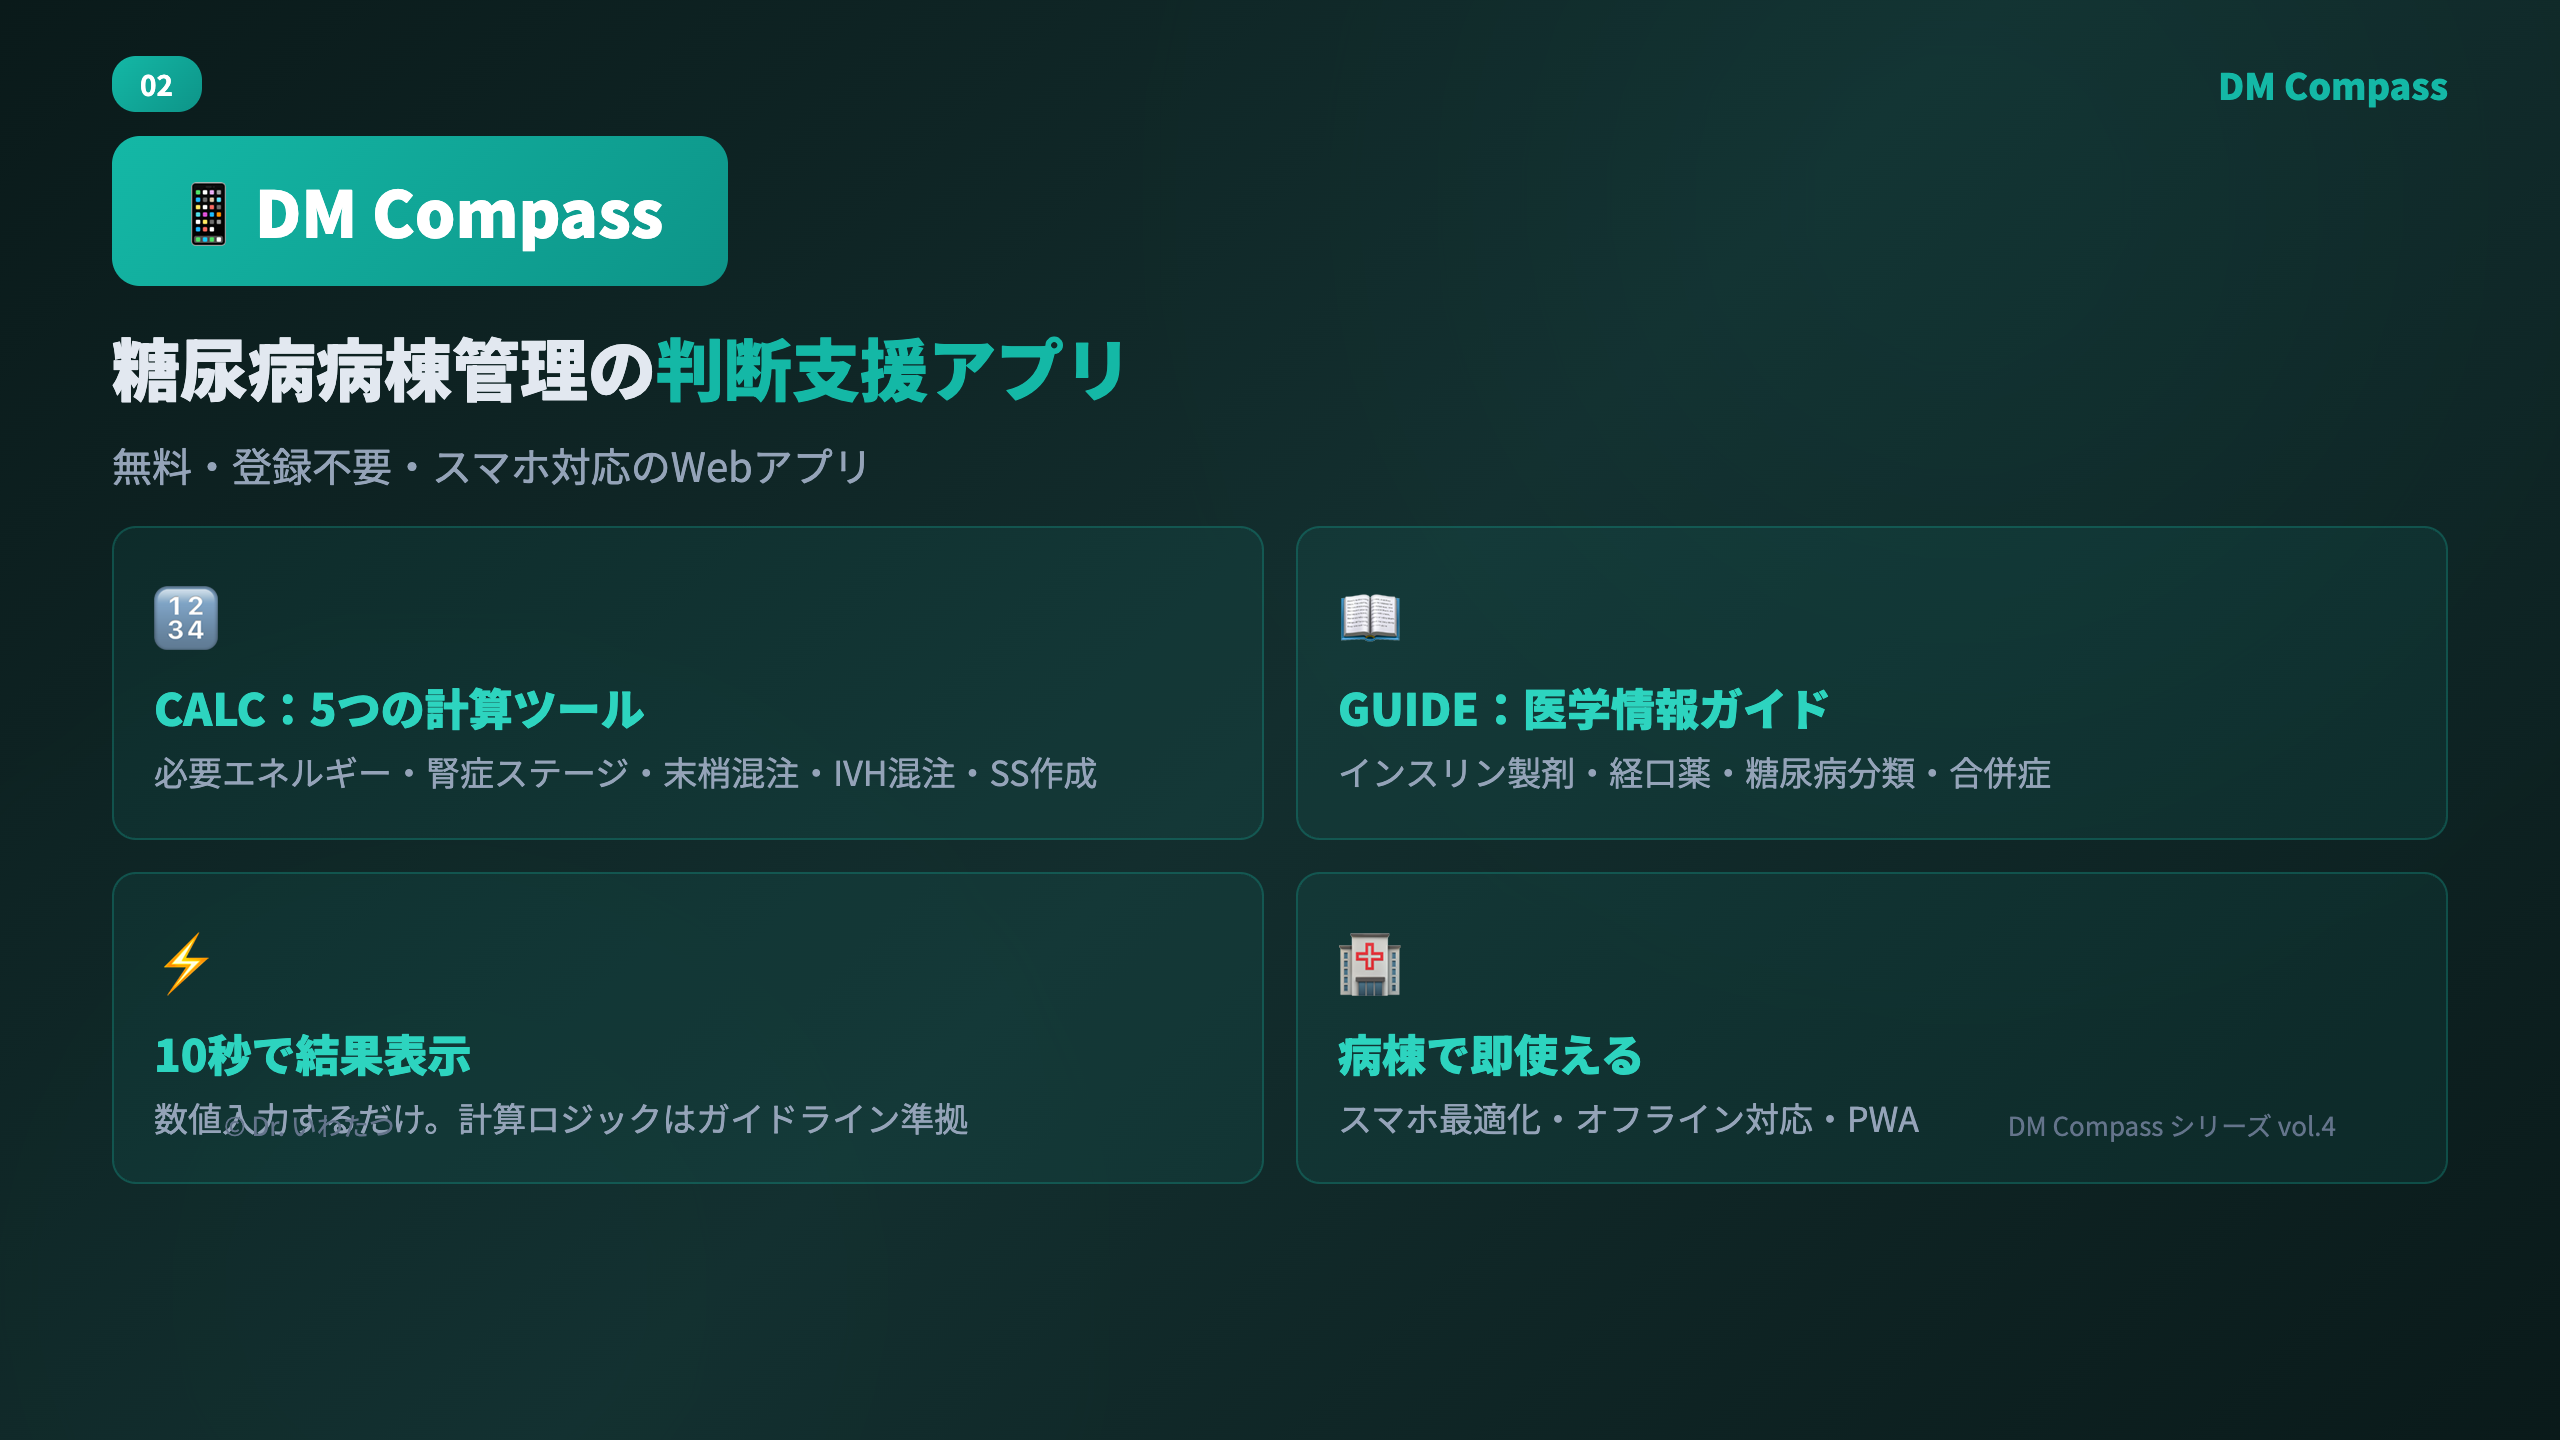 02
DM Compass
DM Compass
糖尿病病棟管理の判断支援アプリ
無料・登録不要・スマホ対応のWebアプリ
1234
CALC：5つの計算ツール
必要エネルギー・腎症ステージ・末梢混注・IVH混注・SS作成
GUIDE：医学情報ガイド
インスリン製剤・経口薬・糖尿病分類・合併症
10秒で結果表示
数値入力するだけ。計算ロジックはガイドライン準拠
病棟で即使える
スマホ最適化・オフライン対応・PWA
© Dr.いわたつ
DM Compass シリーズ vol.4